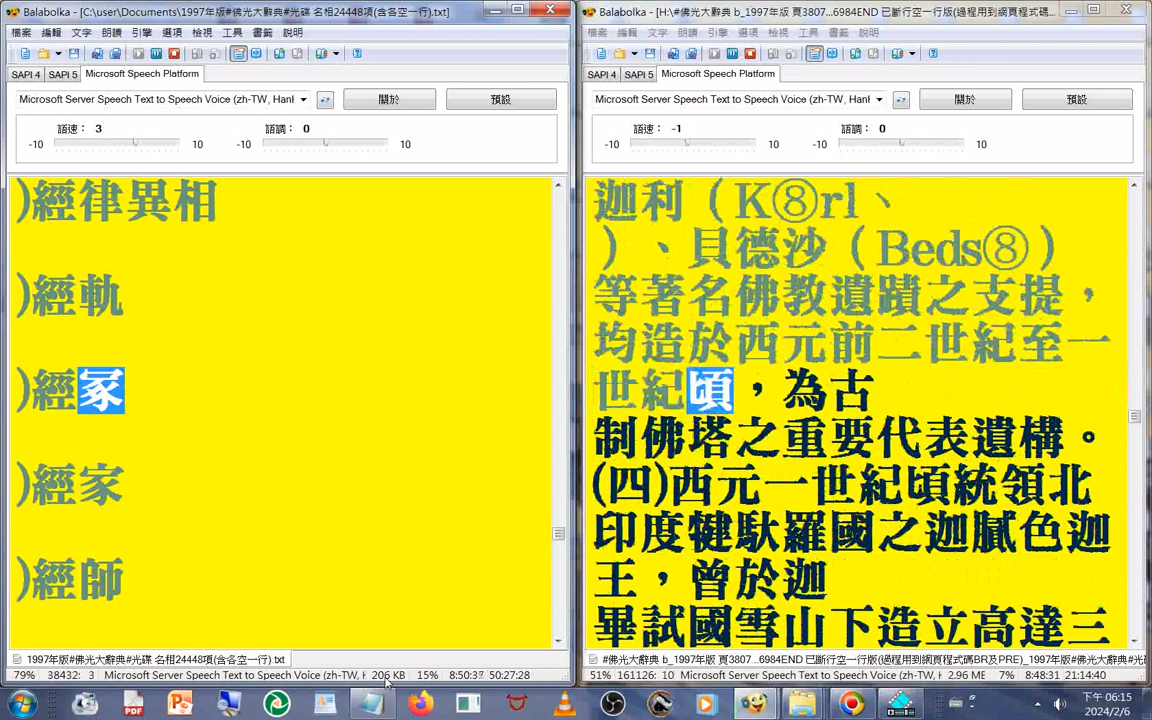 Balabolka - [C:\user\Documents\1997年版#佛光大辭典#光碟 名相24448項(含各空一行).txt]
檔案 編輯 文字 朗讀 引擎 選項 檢視 工具 書籤 說明
SAPI 4 SAPI 5 Microsoft Speech Platform
Microsoft Server Speech Text to Speech Voice (zh-TW, Hanl
關於 預設
語速： 3 語調： 0
-10 10 -10 10
)經律異相
)經軌
)經冢
)經家
)經師
1997年版#佛光大辭典#光碟 名相24448項(含各空一行).txt
79% 38432: 3 Microsoft Server Speech Text to Speech Voice (zh-TW, H 206 KB 15% 8:50:37 50:27:28
Balabolka - [H:\#佛光大辭典 b_1997年版 頁3807...6984END 已斷行空一行版(過程用到網頁程式碼...
檔案 編輯 文字 朗讀 引擎 選項 檢視 工具 書籤 說明
SAPI 4 SAPI 5 Microsoft Speech Platform
Microsoft Server Speech Text to Speech Voice (zh-TW, Hanl
關於 預設
語速： -1 語調： 0
-10 10 -10 10
迦利（K⑧rl、
）、貝德沙（Beds⑧）
等著名佛教遺蹟之支提，
均造於西元前二世紀至一
世紀頃，為古
制佛塔之重要代表遺構。
(四)西元一世紀頃統領北
印度犍馱羅國之迦膩色迦
王，曾於迦
畢試國雪山下造立高達三
#佛光大辭典 b_1997年版 頁3807...6984END 已斷行空一行版(過程用到網頁程式碼BR及PRE)_1997年版#佛光
51% 161126: 10 Microsoft Server Speech Text to Speech Voice (zh-TW, H 2.96 MB 7% 8:48:31 21:14:40
下午 06:15
2024/2/6